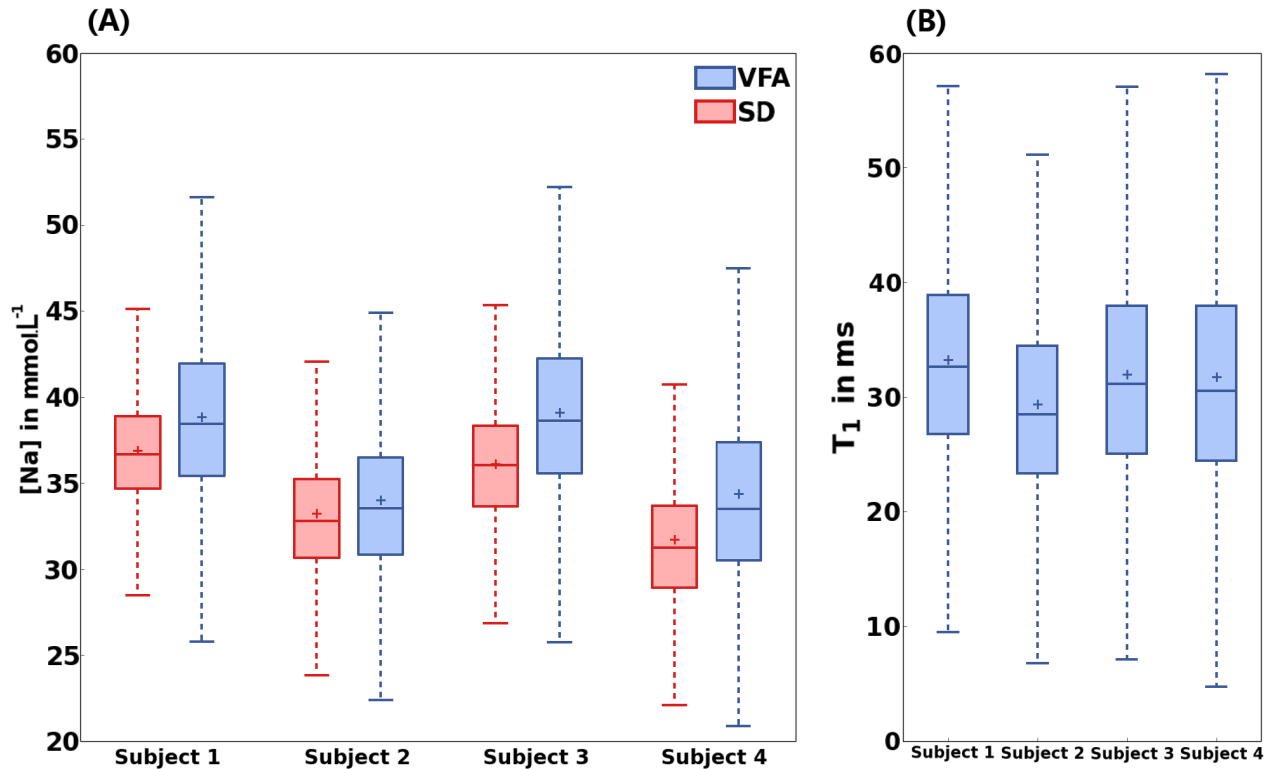 (A)
(B)
60
55
50
45
40
35
30
25
20
[Na] in mmol.L⁻¹
VFA
SD
Subject 1
Subject 2
Subject 3
Subject 4
60
50
40
30
20
10
0
T₁ in ms
Subject 1
Subject 2
Subject 3
Subject 4